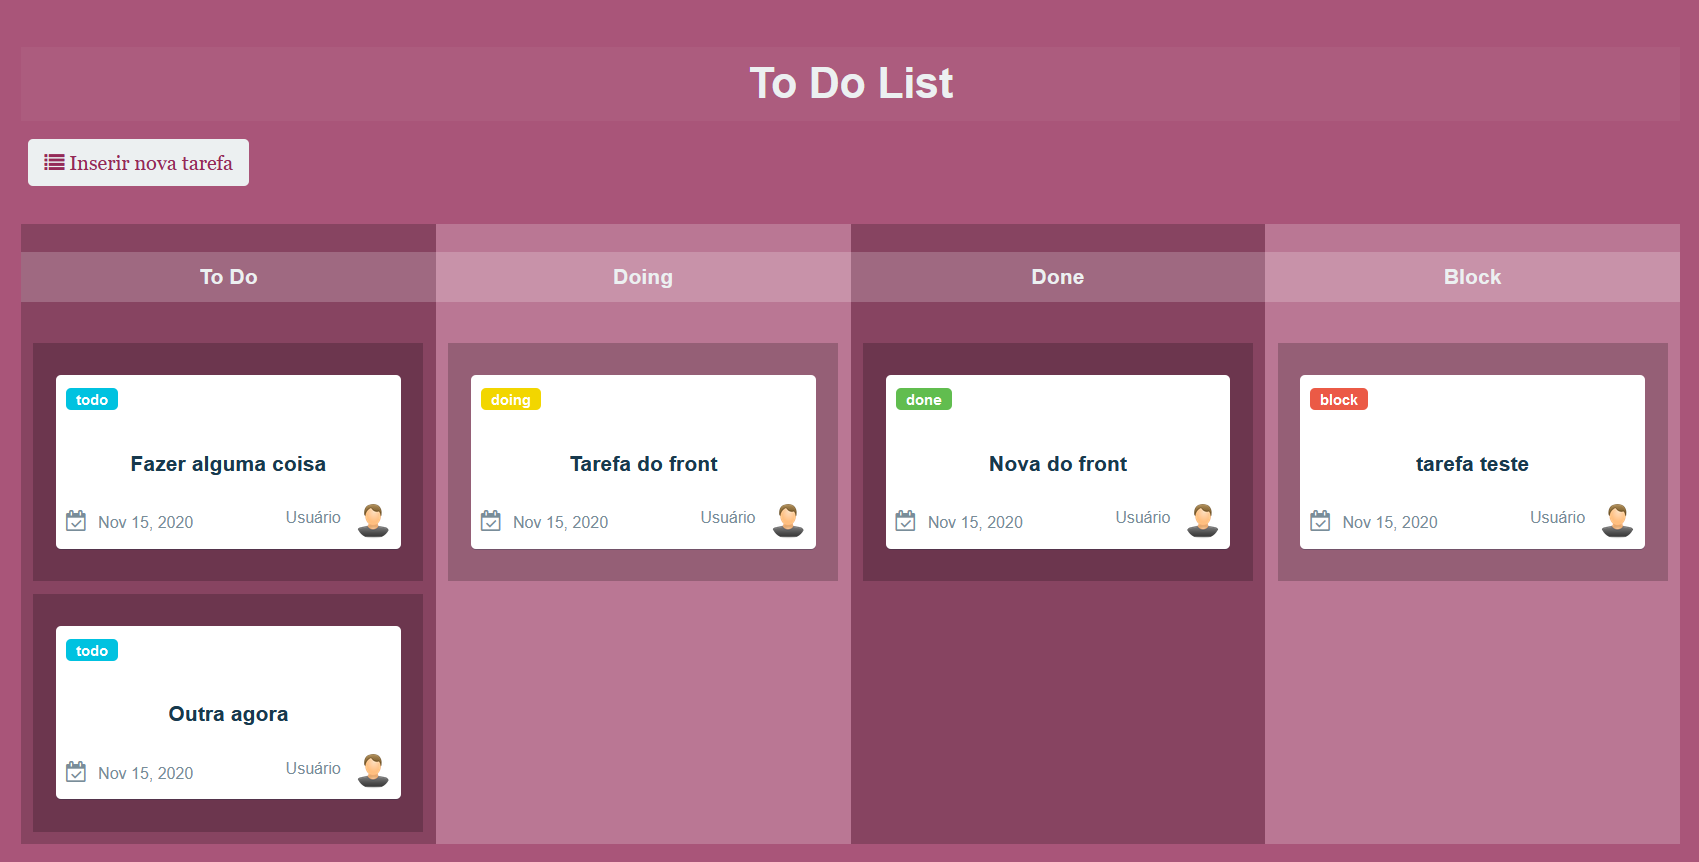 To Do List
Inserir nova tarefa
To Do
Doing
Done
Block
todo
Fazer alguma coisa
Nov 15, 2020
Usuário
todo
Outra agora
Nov 15, 2020
Usuário
doing
Tarefa do front
Nov 15, 2020
Usuário
done
Nova do front
Nov 15, 2020
Usuário
block
tarefa teste
Nov 15, 2020
Usuário